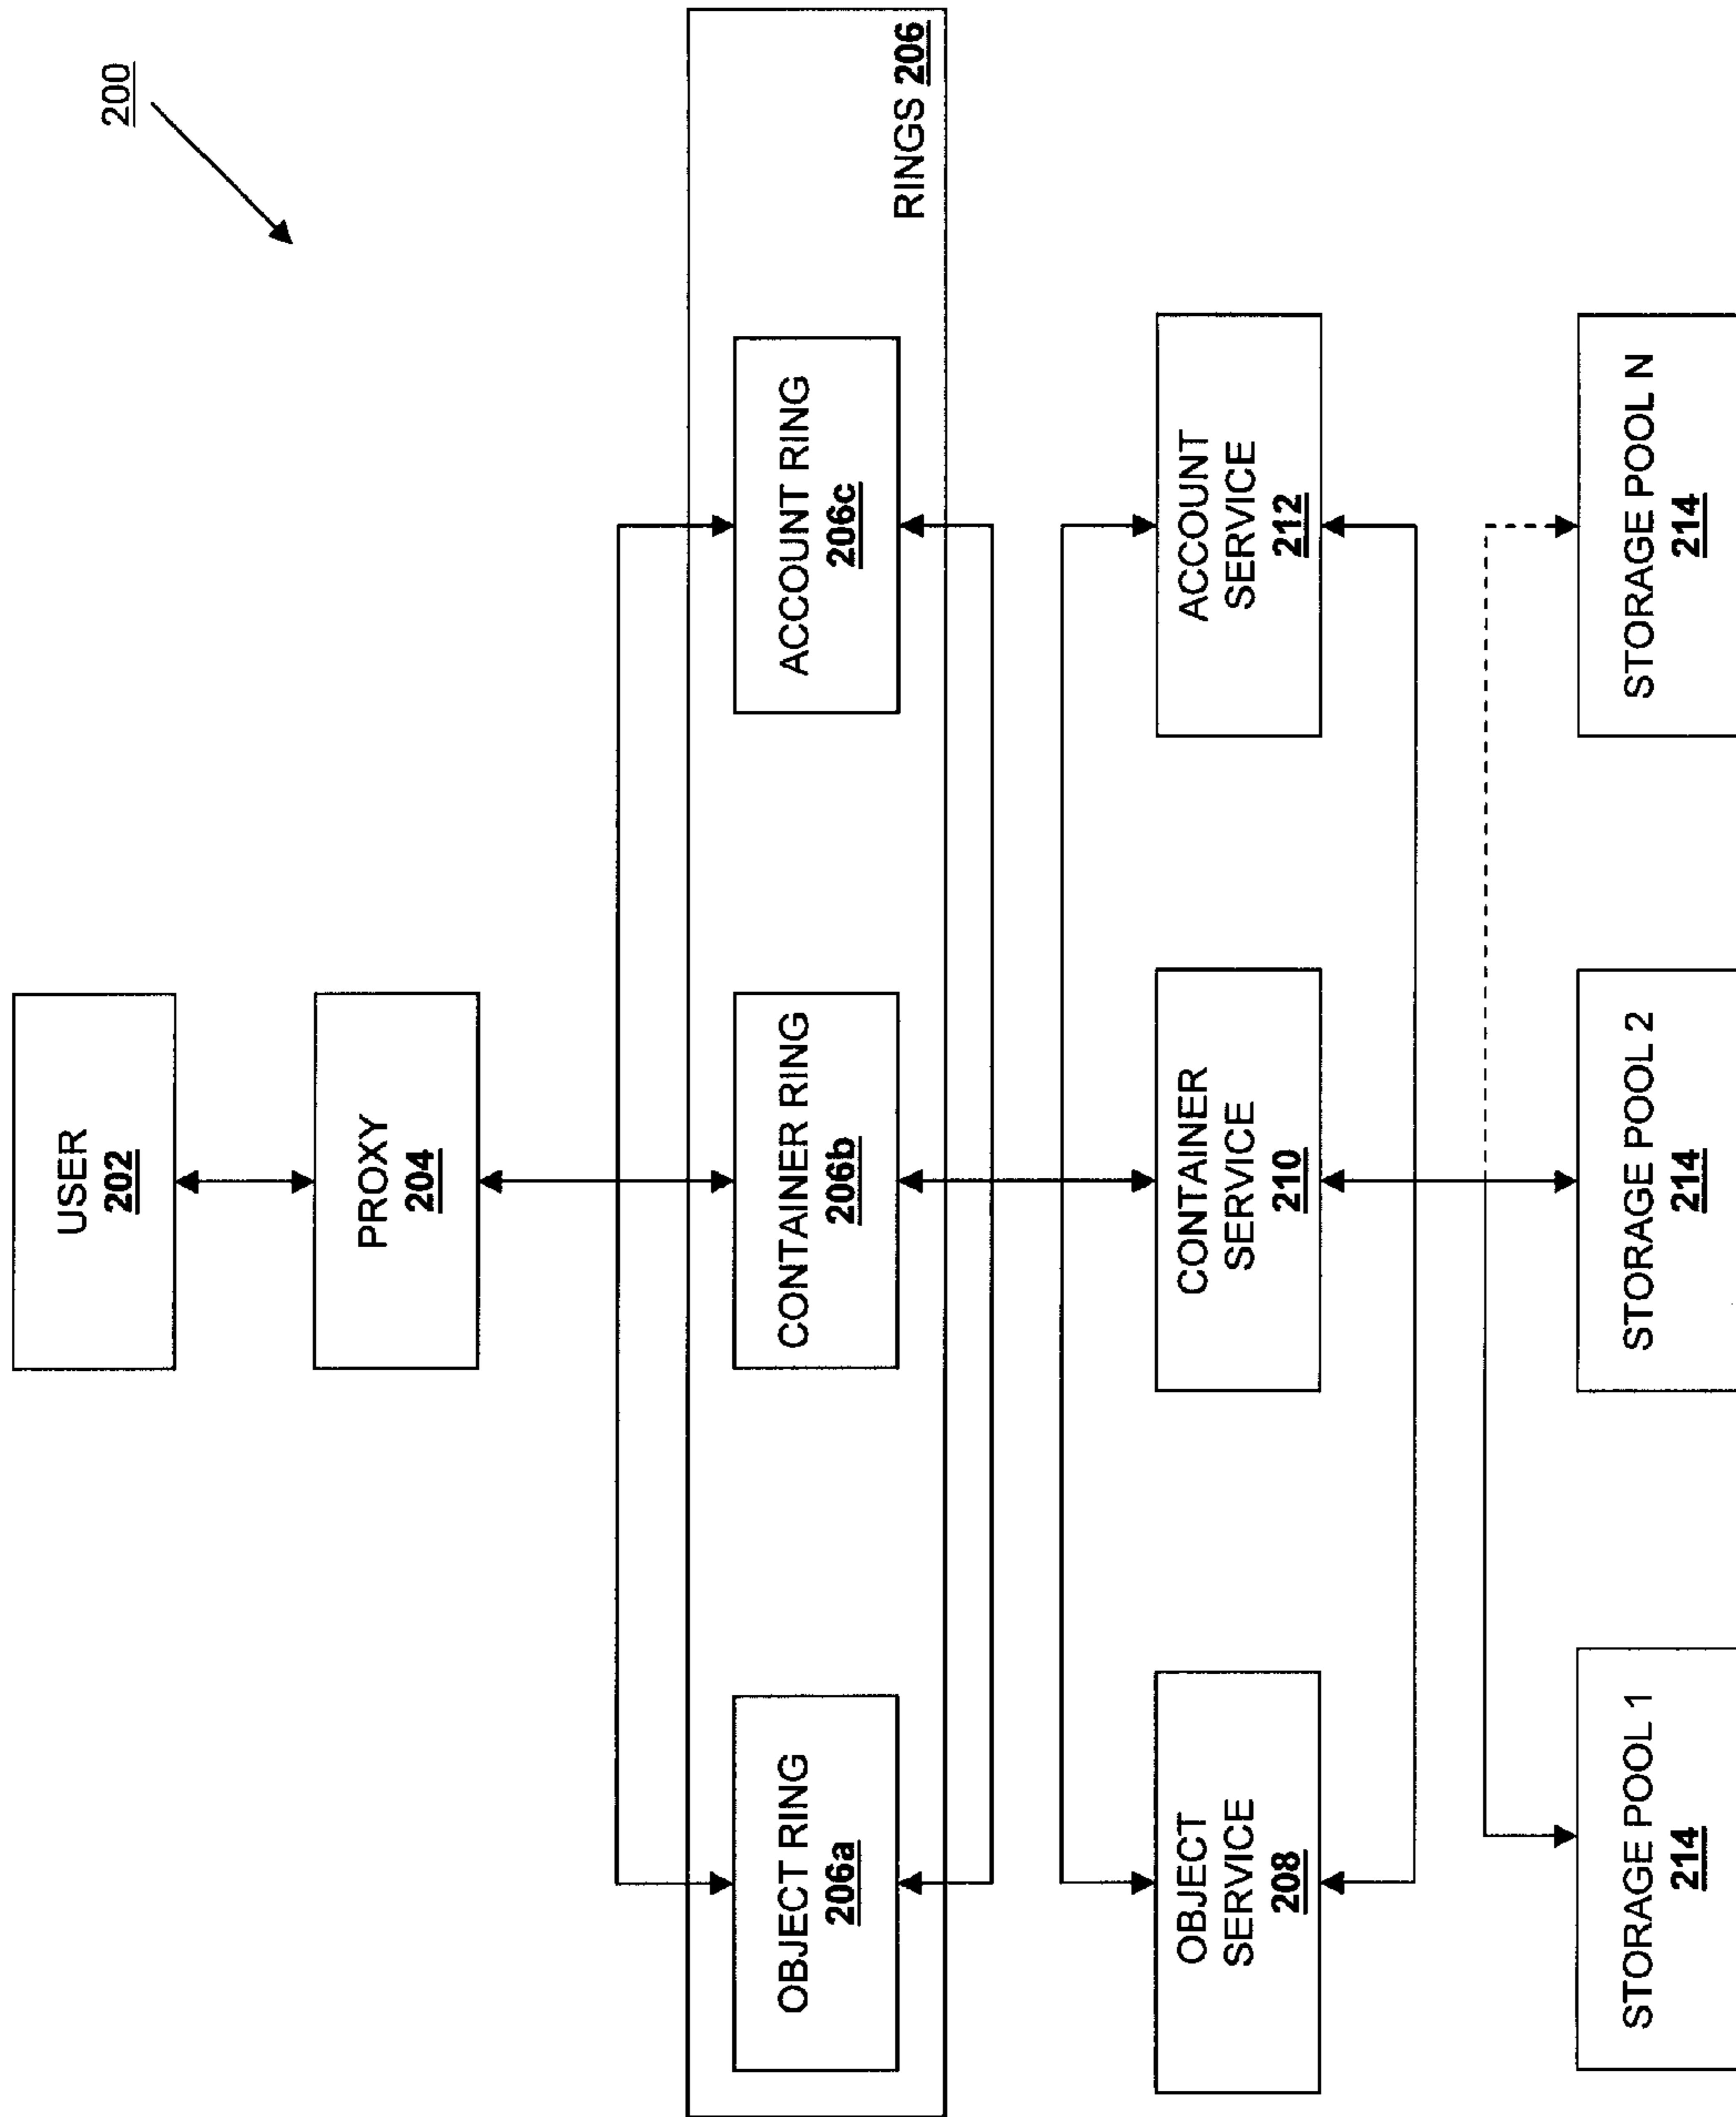 200
USER
202
PROXY
204
RINGS 206
OBJECT RING
206a
CONTAINER RING
206b
ACCOUNT RING
206c
OBJECT
SERVICE
208
CONTAINER
SERVICE
210
ACCOUNT
SERVICE
212
STORAGE POOL 1
214
STORAGE POOL 2
214
STORAGE POOL N
214